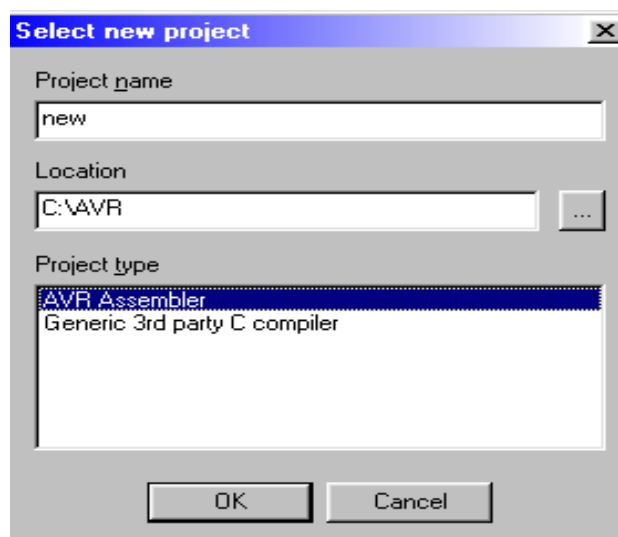 Select new project
Project name
new
Location
C:\AVR
...
Project type
AVR Assembler
Generic 3rd party C compiler
OK Cancel